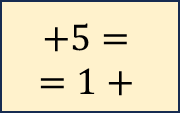 +5 =
= 1 +